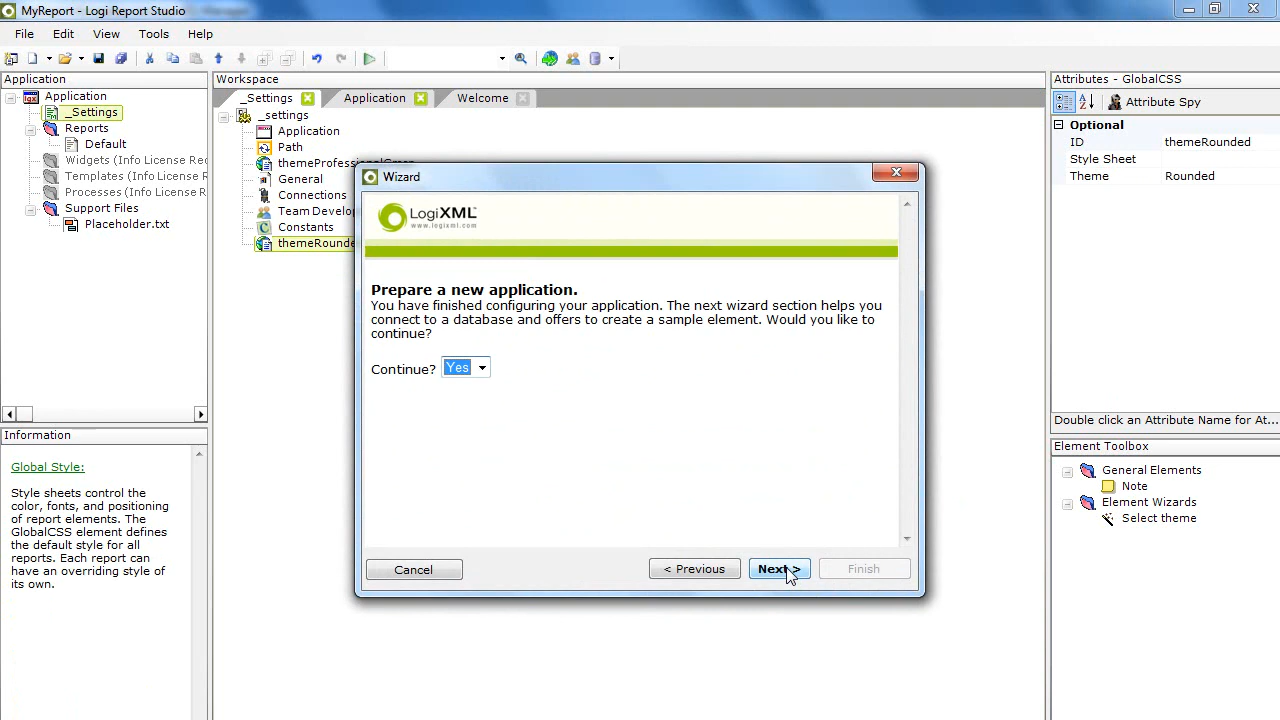 MyReport - Logi Report Studio
File Edit View Tools Help
Application
Application
_Settings
Reports
Default
Widgets (Info License Rec
Templates (Info License R
Processes (Info License R
Support Files
Placeholder.txt
Information
Global Style:
Style sheets control the
color, fonts, and positioning
of report elements. The
GlobalCSS element defines
the default style for all
reports. Each report can
have an overriding style of
its own.
Workspace
_Settings Application Welcome
_settings
Application
Path
General
Connections
Team Develop
Constants
themeRounde
Wizard
LogiXML
www.logixml.com
Prepare a new application.
You have finished configuring your application. The next wizard section helps you
connect to a database and offers to create a sample element. Would you like to
continue?
Continue? Yes
Cancel < Previous Next > Finish
Attributes - GlobalCSS
Attribute Spy
Optional
ID themeRounded
Style Sheet
Theme Rounded
Double click an Attribute Name for At...
Element Toolbox
General Elements
Note
Element Wizards
Select theme